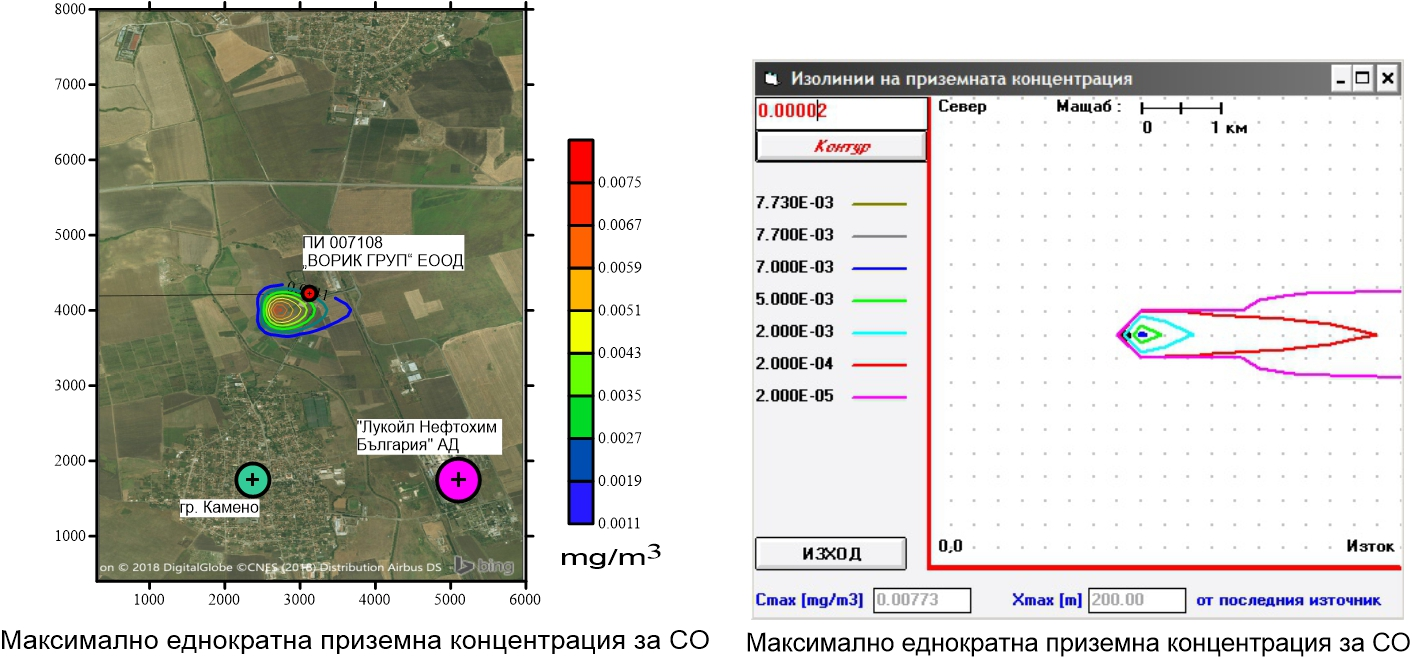 8000
7000
6000
5000
4000
3000
2000
1000
1000 2000 3000 4000 5000 6000
ПИ 007108
„ВОРИК ГРУП“ ЕООД
"Лукойл Нефтохим
България" АД
гр. Камено
on © 2018 DigitalGlobe ©CNES (2018) Distribution Airbus DS
bing
0.0075
0.0067
0.0059
0.0051
0.0043
0.0035
0.0027
0.0019
0.0011
mg/m³
Максимално еднократна приземна концентрация за CO
Изолинии на приземната концентрация
0.00002
Контур
7.730E-03
7.700E-03
7.000E-03
5.000E-03
2.000E-03
2.000E-04
2.000E-05
ИЗХОД
Север
Мащаб :
0 1 км
0,0
Изток
Cmax [mg/m3] 0.00773 Xmax [m] 200.00 от последния източник
Максимално еднократна приземна концентрация за CO